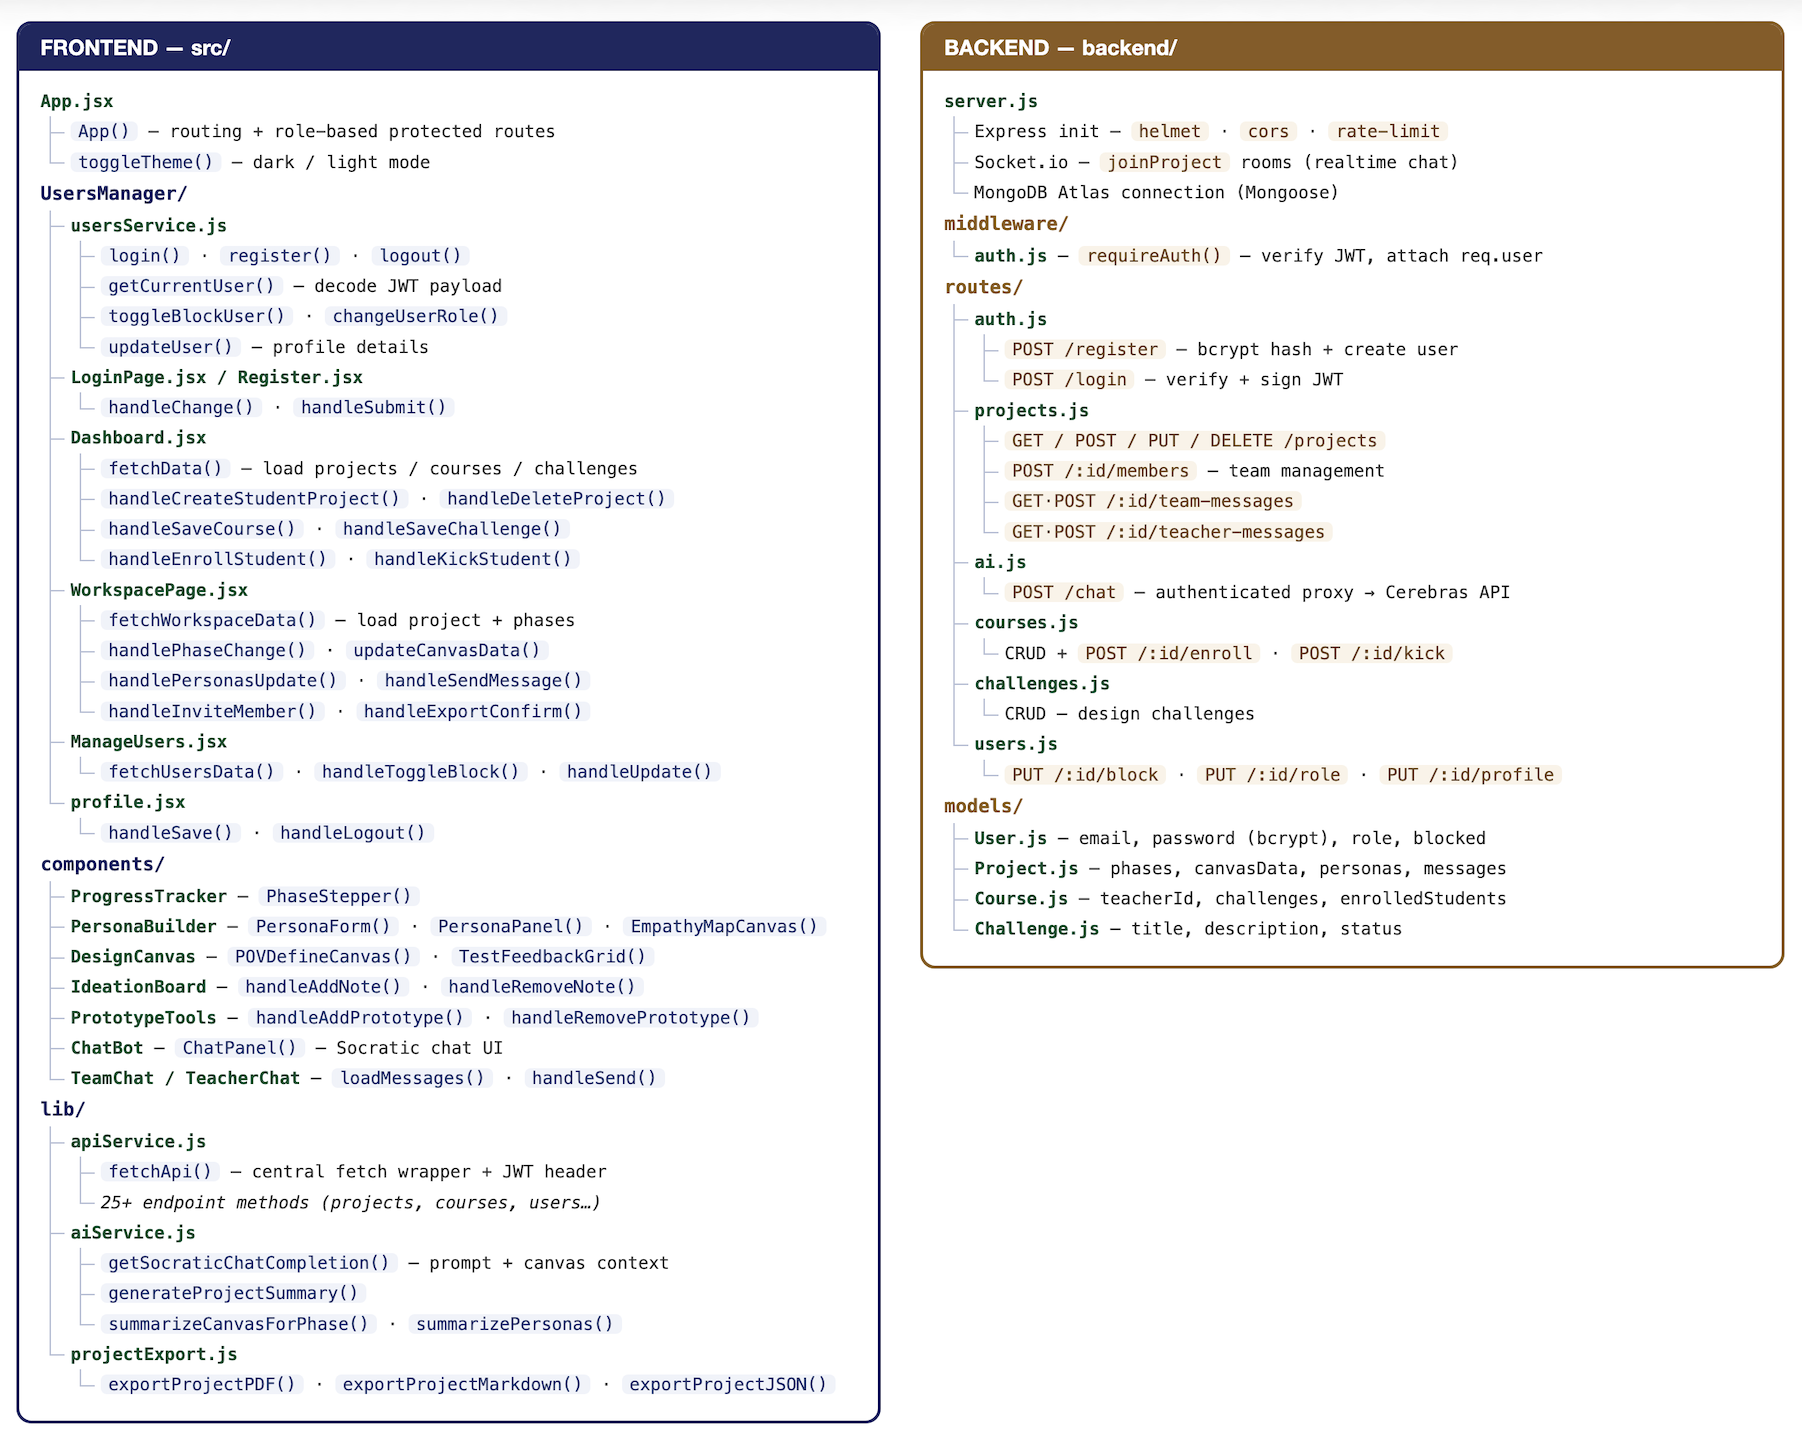 FRONTEND — src/
App.jsx
App() — routing + role-based protected routes
toggleTheme() — dark / light mode
UsersManager/
usersService.js
login() · register() · logout()
getCurrentUser() — decode JWT payload
toggleBlockUser() · changeUserRole()
updateUser() — profile details
LoginPage.jsx / Register.jsx
handleChange() · handleSubmit()
Dashboard.jsx
fetchData() — load projects / courses / challenges
handleCreateStudentProject() · handleDeleteProject()
handleSaveCourse() · handleSaveChallenge()
handleEnrollStudent() · handleKickStudent()
WorkspacePage.jsx
fetchWorkspaceData() — load project + phases
handlePhaseChange() · updateCanvasData()
handlePersonasUpdate() · handleSendMessage()
handleInviteMember() · handleExportConfirm()
ManageUsers.jsx
fetchUsersData() · handleToggleBlock() · handleUpdate()
profile.jsx
handleSave() · handleLogout()
components/
ProgressTracker — PhaseStepper()
PersonaBuilder — PersonaForm() · PersonaPanel() · EmpathyMapCanvas()
DesignCanvas — POVDefineCanvas() · TestFeedbackGrid()
IdeationBoard — handleAddNote() · handleRemoveNote()
PrototypeTools — handleAddPrototype() · handleRemovePrototype()
ChatBot — ChatPanel() — Socratic chat UI
TeamChat / TeacherChat — loadMessages() · handleSend()
lib/
apiService.js
fetchApi() — central fetch wrapper + JWT header
25+ endpoint methods (projects, courses, users…)
aiService.js
getSocraticChatCompletion() — prompt + canvas context
generateProjectSummary()
summarizeCanvasForPhase() · summarizePersonas()
projectExport.js
exportProjectPDF() · exportProjectMarkdown() · exportProjectJSON()
BACKEND — backend/
server.js
Express init — helmet · cors · rate-limit
Socket.io — joinProject rooms (realtime chat)
MongoDB Atlas connection (Mongoose)
middleware/
auth.js — requireAuth() — verify JWT, attach req.user
routes/
auth.js
POST /register — bcrypt hash + create user
POST /login — verify + sign JWT
projects.js
GET / POST / PUT / DELETE /projects
POST /:id/members — team management
GET·POST /:id/team-messages
GET·POST /:id/teacher-messages
ai.js
POST /chat — authenticated proxy → Cerebras API
courses.js
CRUD + POST /:id/enroll · POST /:id/kick
challenges.js
CRUD — design challenges
users.js
PUT /:id/block · PUT /:id/role · PUT /:id/profile
models/
User.js — email, password (bcrypt), role, blocked
Project.js — phases, canvasData, personas, messages
Course.js — teacherId, challenges, enrolledStudents
Challenge.js — title, description, status